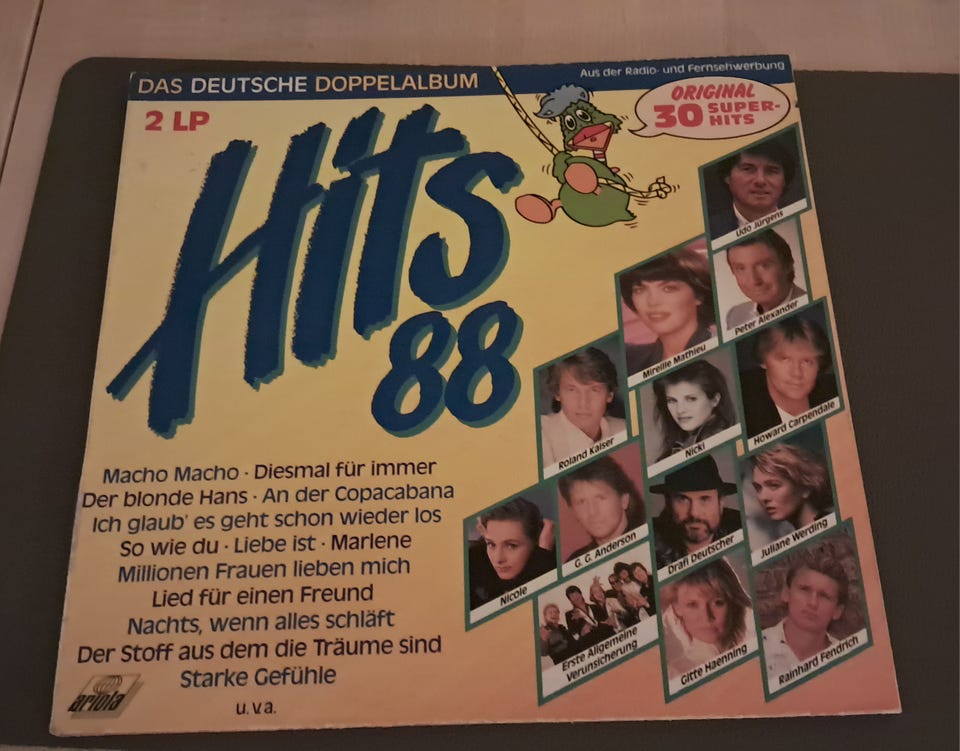 DAS DEUTSCHE DOPPELALBUM
Aus der Radio- und Fernsehwerbung
2 LP
ORIGINAL
30 SUPER-
HITS
Hits
88
Udo Jürgens
Peter Alexander
Mireille Mathieu
Howard Carpendale
Nicki
Roland Kaiser
Juliane Werding
Drafi Deutscher
G. G. Anderson
Nicole
Rainhard Fendrich
Gitte Haenning
Erste Allgemeine
Verunsicherung
Macho Macho · Diesmal für immer
Der blonde Hans · An der Copacabana
Ich glaub' es geht schon wieder los
So wie du · Liebe ist · Marlene
Millionen Frauen lieben mich
Lied für einen Freund
Nachts, wenn alles schläft
Der Stoff aus dem die Träume sind
Starke Gefühle
u. v. a.
ariola